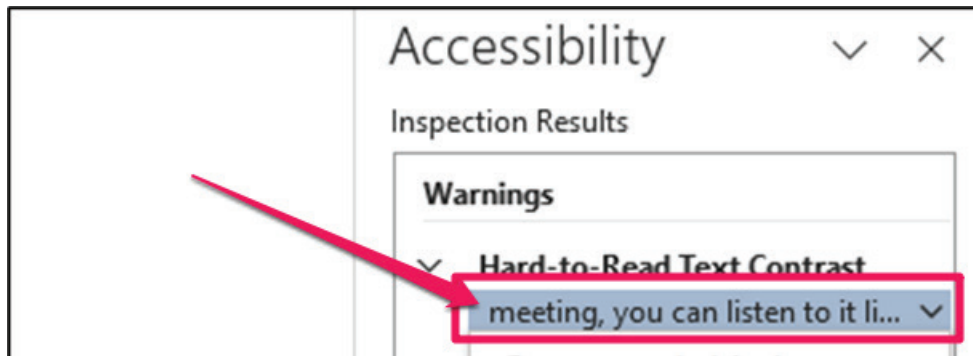 Accessibility
Inspection Results
Warnings
Hard-to-Read Text Contrast
meeting, you can listen to it li...